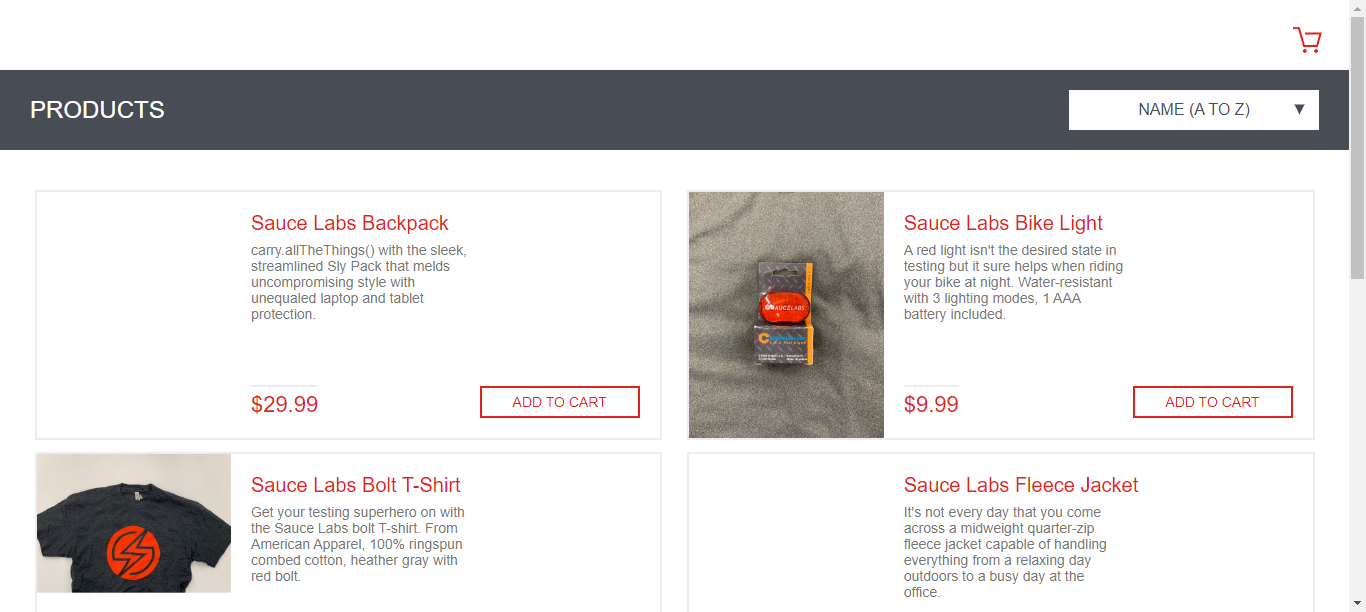 PRODUCTS
NAME (A TO Z)
Sauce Labs Backpack
carry.allTheThings() with the sleek,
streamlined Sly Pack that melds
uncompromising style with
unequaled laptop and tablet
protection.
$29.99
ADD TO CART
Sauce Labs Bike Light
A red light isn't the desired state in
testing but it sure helps when riding
your bike at night. Water-resistant
with 3 lighting modes, 1 AAA
battery included.
$9.99
ADD TO CART
SAUCELABS
Sauce Labs Bolt T-Shirt
Get your testing superhero on with
the Sauce Labs bolt T-shirt. From
American Apparel, 100% ringspun
combed cotton, heather gray with
red bolt.
Sauce Labs Fleece Jacket
It's not every day that you come
across a midweight quarter-zip
fleece jacket capable of handling
everything from a relaxing day
outdoors to a busy day at the
office.